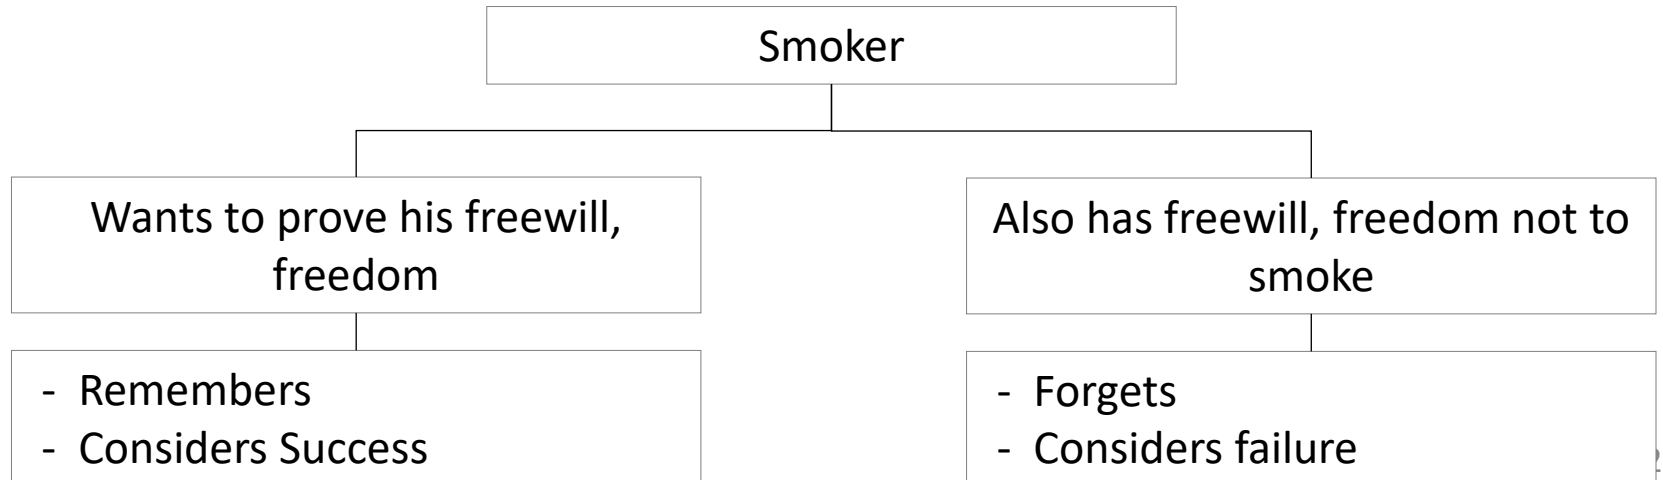 Smoker
Wants to prove his freewill,
freedom
- Remembers
- Considers Success
Also has freewill, freedom not to
smoke
- Forgets
- Considers failure